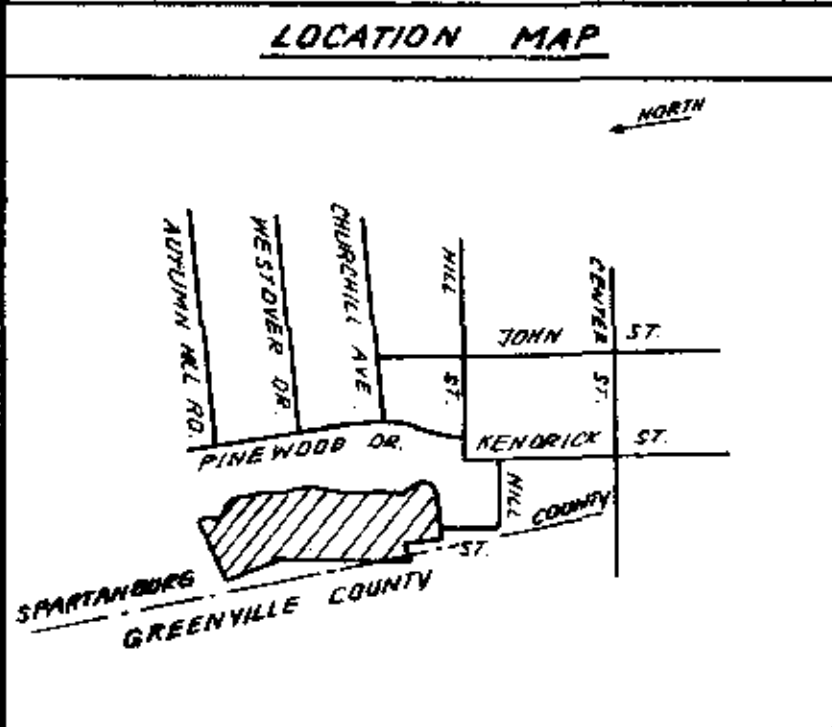 LOCATION MAP
NORTH
AUTUMN HILL RD.
WESTOVER DR.
CHURCHILL AVE.
HILL ST.
CENTER ST.
JOHN ST.
PINEWOOD DR.
KENDRICK ST.
HILL ST.
SPARTANBURG COUNTY
GREENVILLE COUNTY